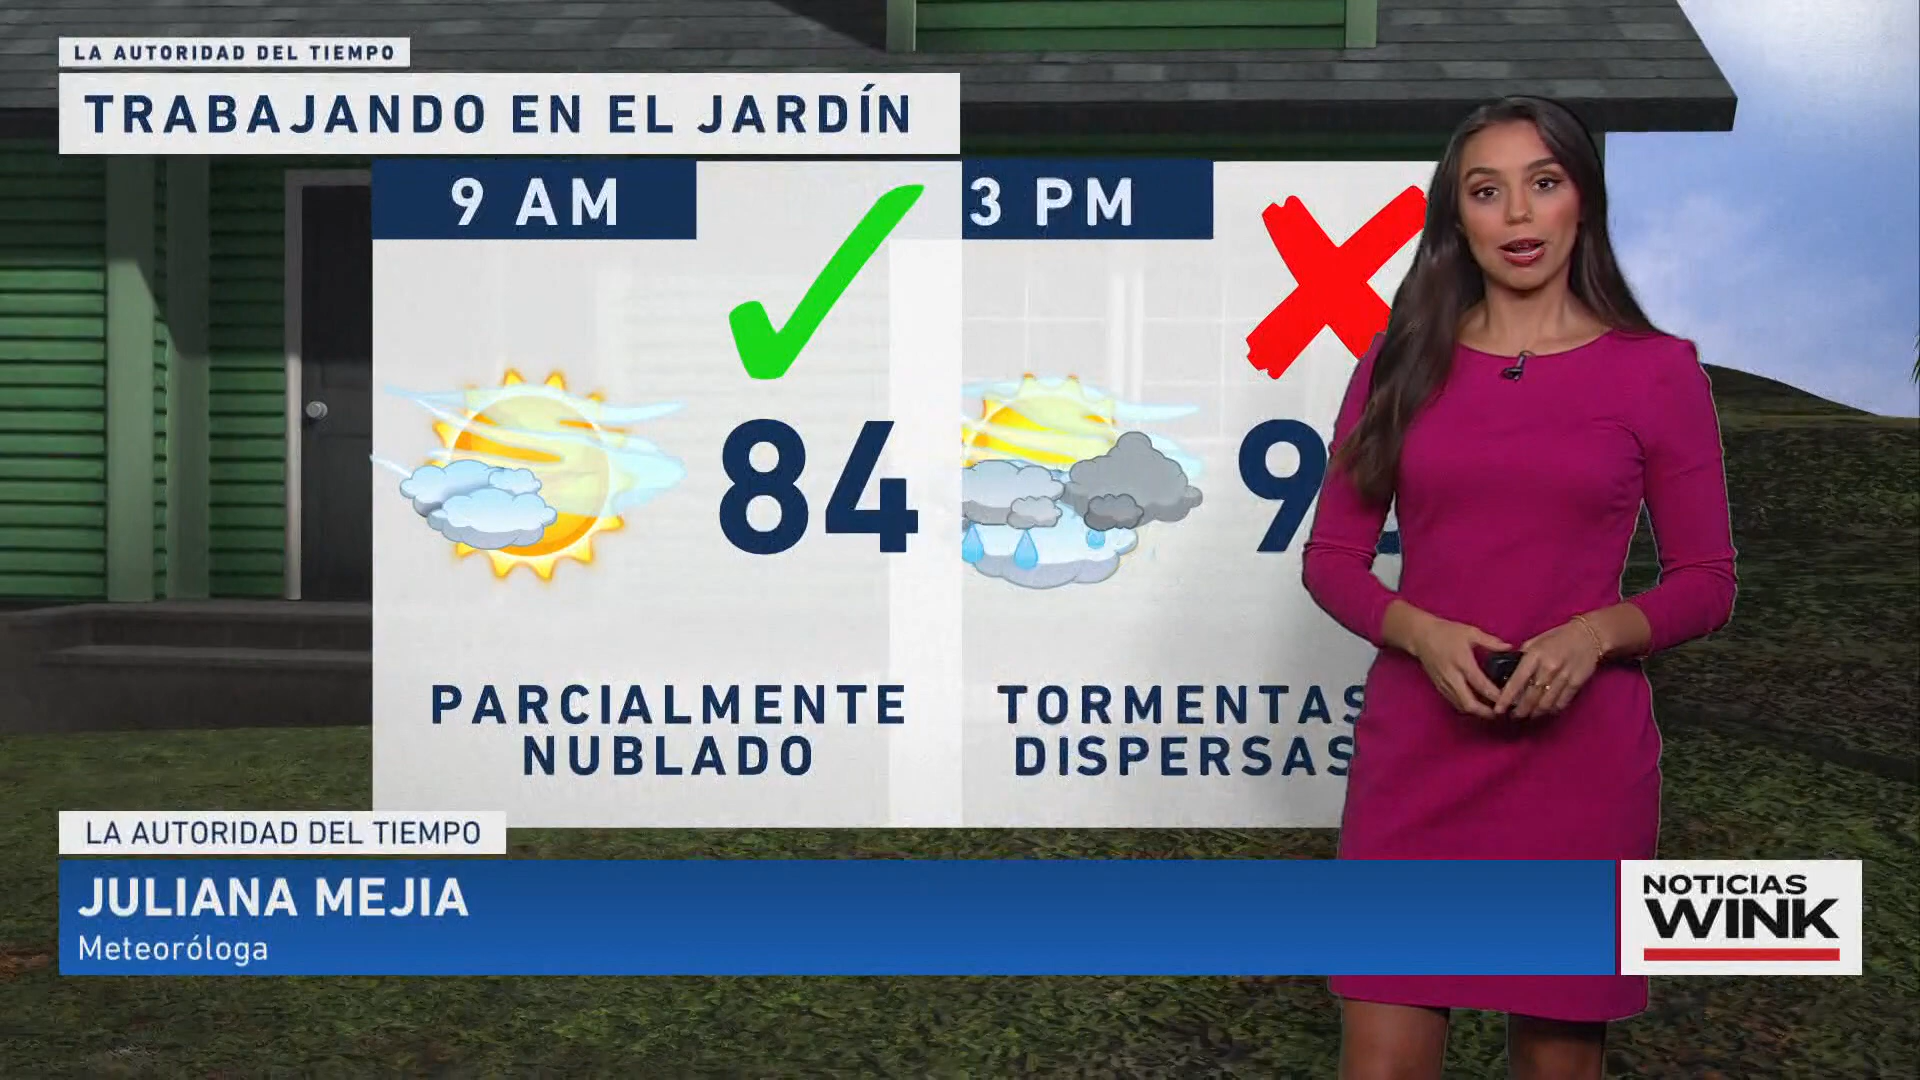 LA AUTORIDAD DEL TIEMPO
TRABAJANDO EN EL JARDÍN
9 AM
3 PM
84
PARCIALMENTE
NUBLADO
TORMENTAS
DISPERSAS
LA AUTORIDAD DEL TIEMPO
JULIANA MEJIA
Meteoróloga
NOTICIAS
WINK